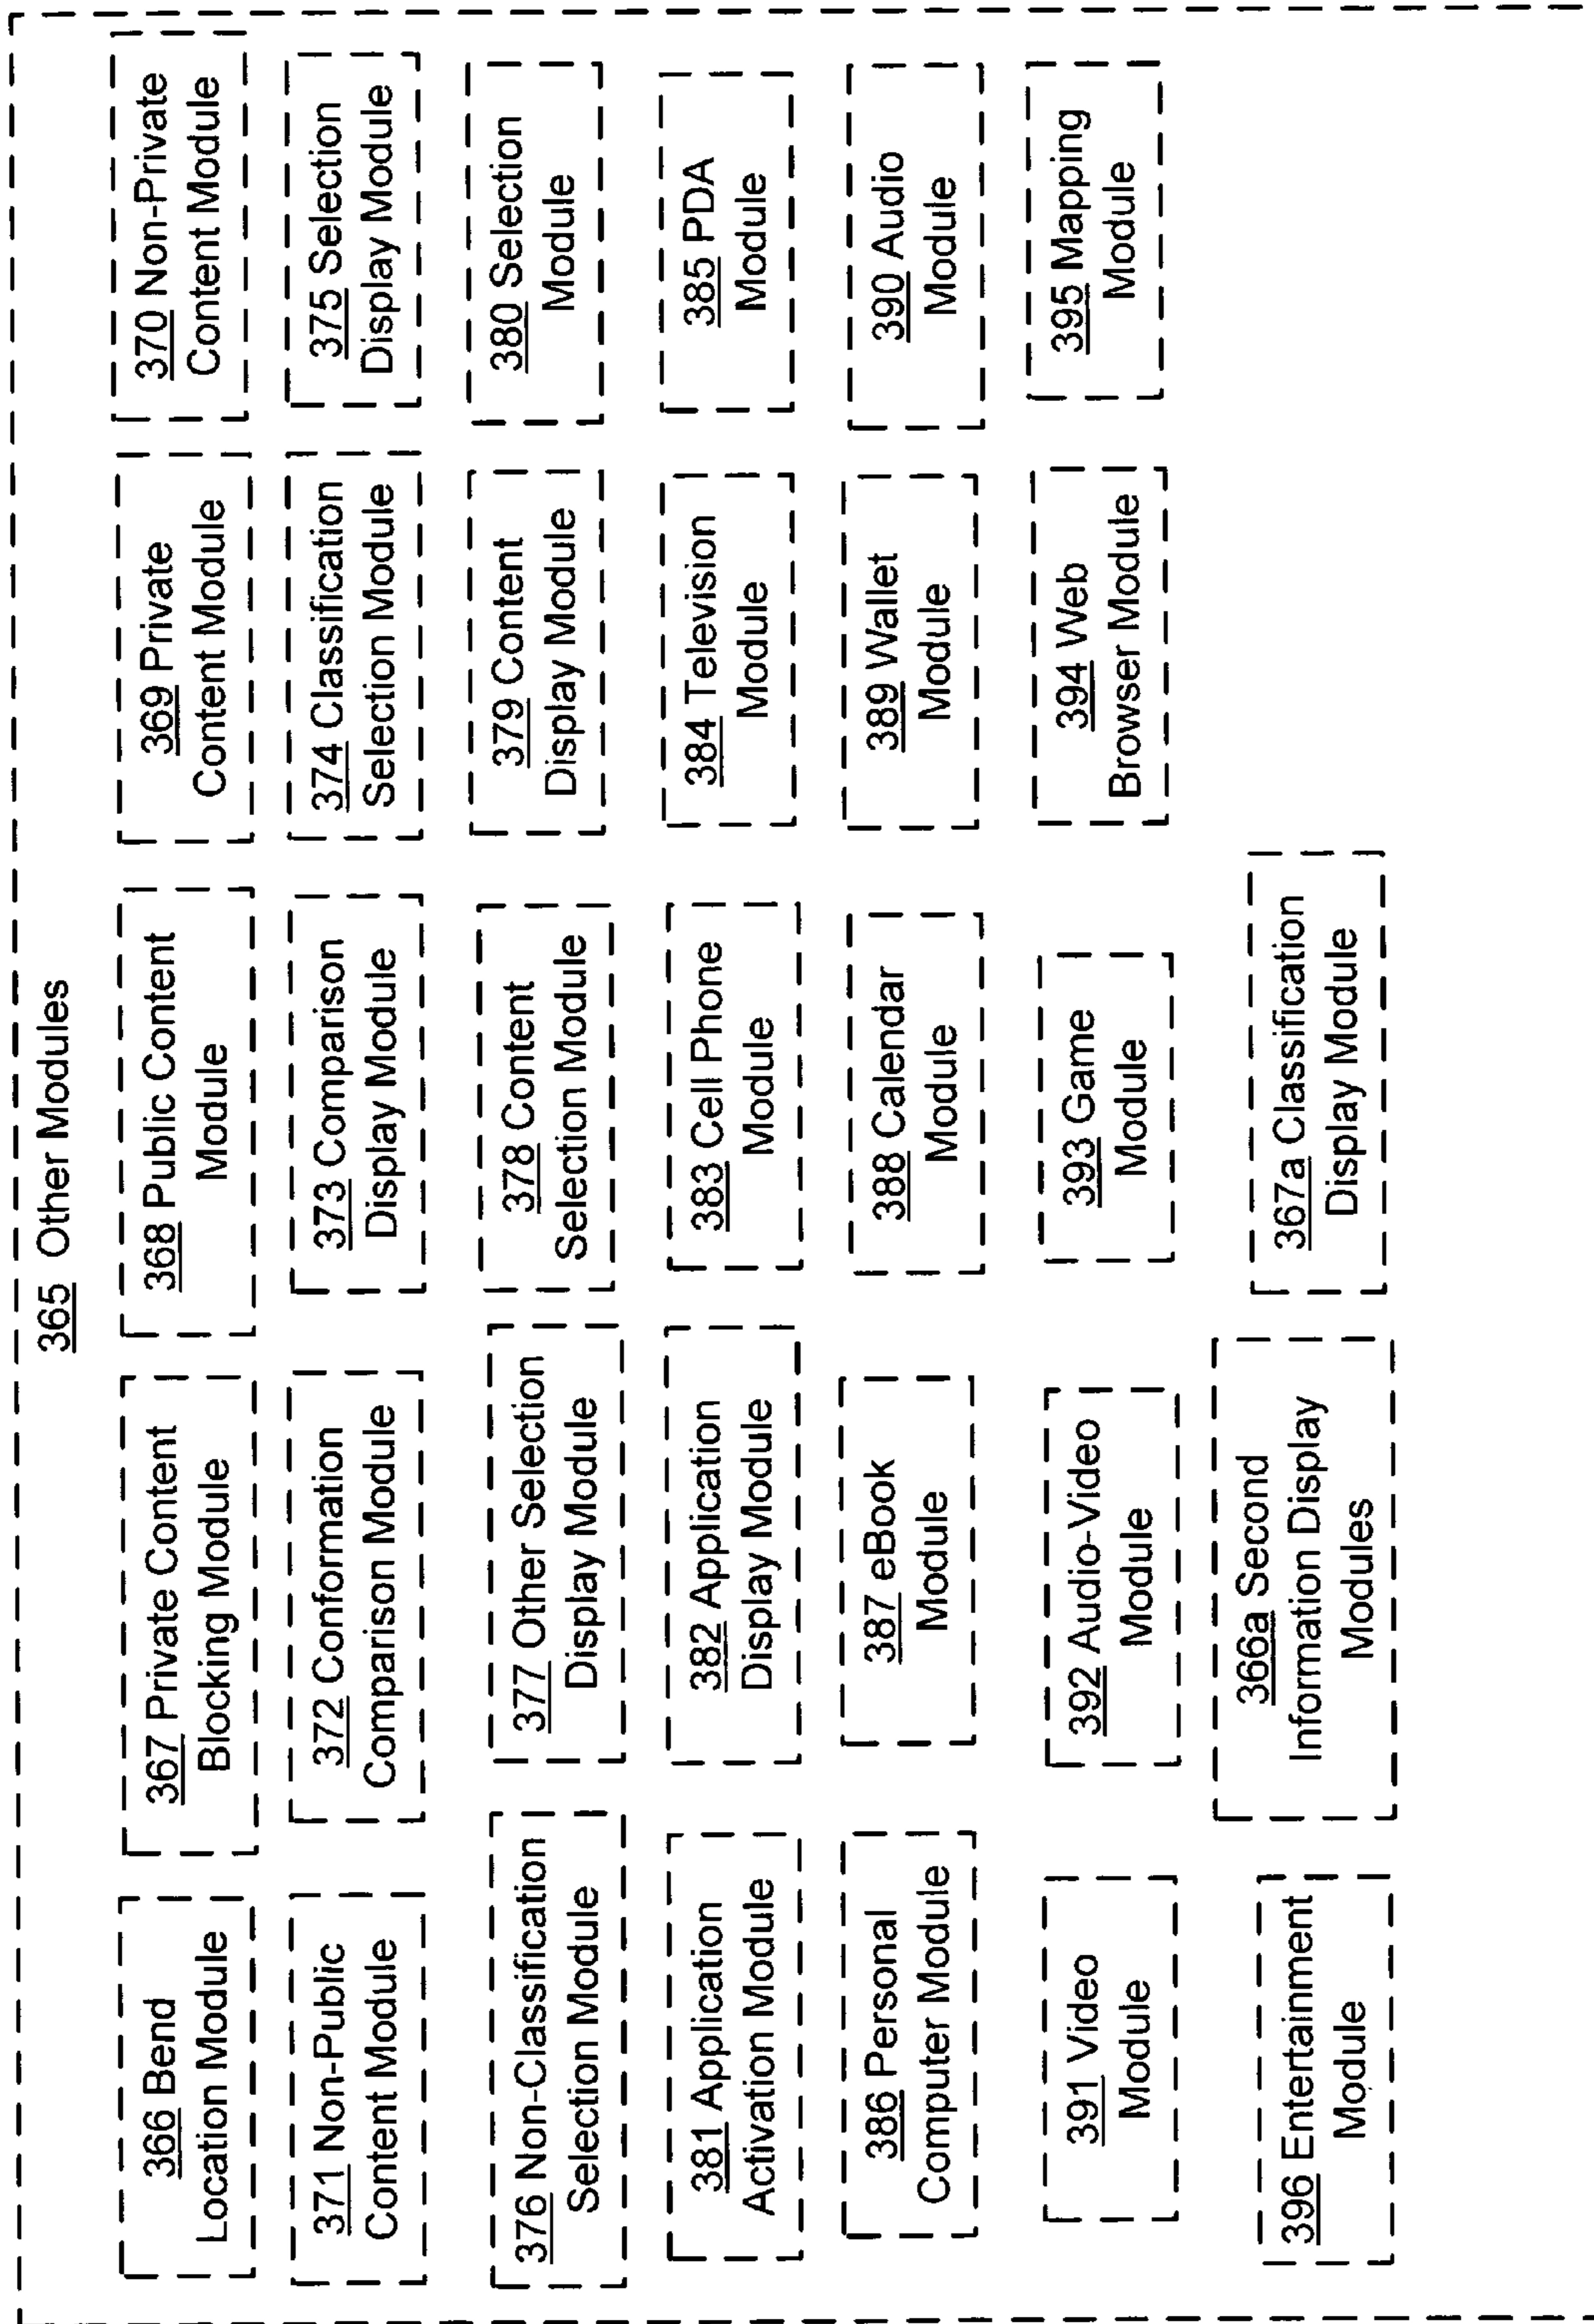 365 Other Modules
366 Bend
Location Module
367 Private Content
Blocking Module
368 Public Content
Module
369 Private
Content Module
370 Non-Private
Content Module
371 Non-Public
Content Module
372 Conformation
Comparison Module
373 Comparison
Display Module
374 Classification
Selection Module
375 Selection
Display Module
376 Non-Classification
Selection Module
377 Other Selection
Display Module
378 Content
Selection Module
379 Content
Display Module
380 Selection
Module
381 Application
Activation Module
382 Application
Display Module
383 Cell Phone
Module
384 Television
Module
385 PDA
Module
386 Personal
Computer Module
387 eBook
Module
388 Calendar
Module
389 Wallet
Module
390 Audio
Module
391 Video
Module
392 Audio-Video
Module
393 Game
Module
394 Web
Browser Module
395 Mapping
Module
396 Entertainment
Module
366a Second
Information Display
Modules
367a Classification
Display Module